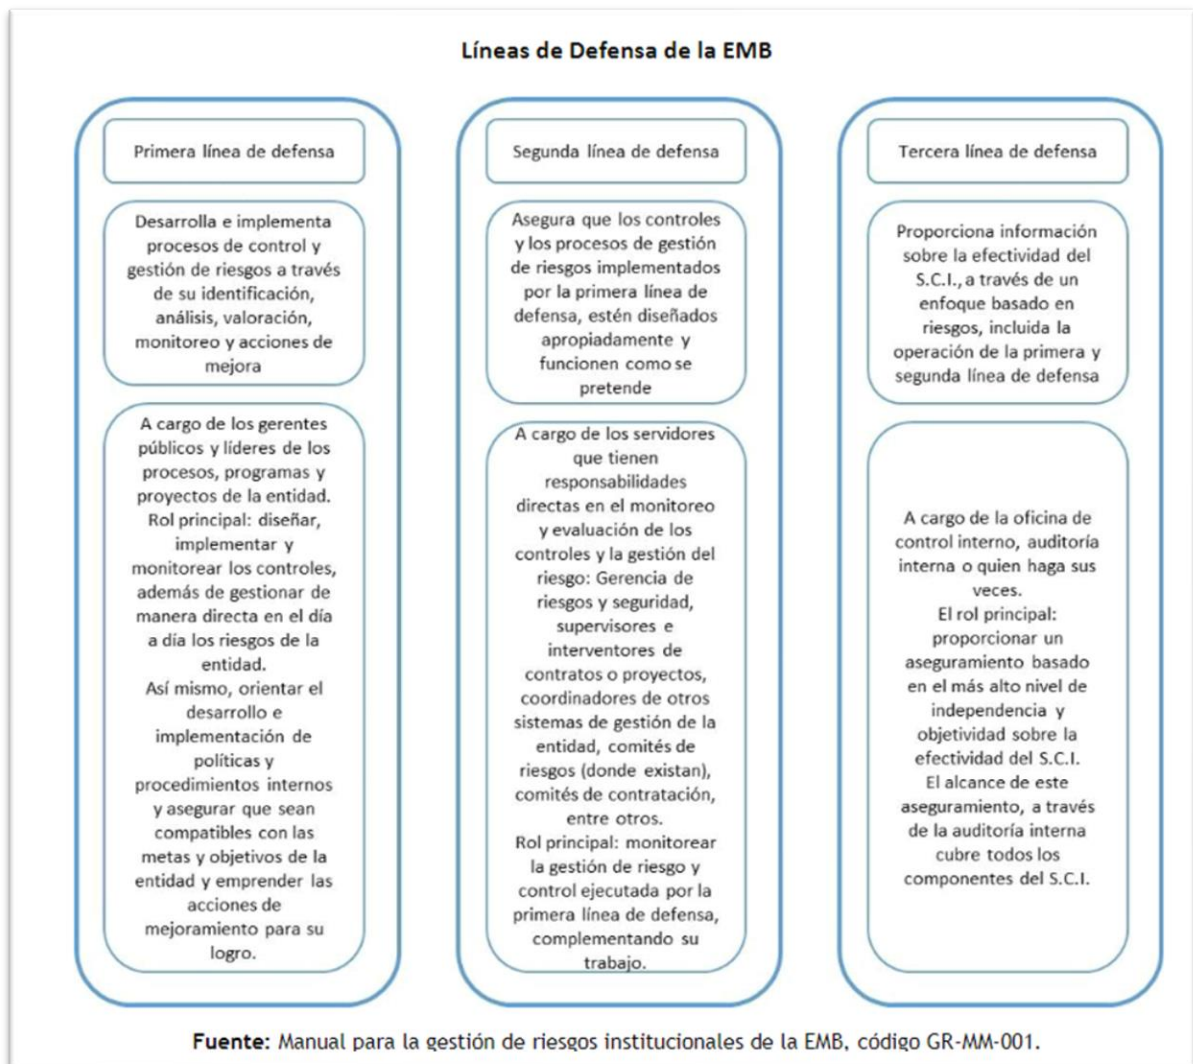 Líneas de Defensa de la EMB
Primera línea de defensa
Desarrolla e implementa
procesos de control y
gestión de riesgos a través
de su identificación,
análisis, valoración,
monitoreo y acciones de
mejora
A cargo de los gerentes
públicos y líderes de los
procesos, programas y
proyectos de la entidad.
Rol principal: diseñar,
implementar y
monitorear los controles,
además de gestionar de
manera directa en el día
a día los riesgos de la
entidad.
Así mismo, orientar el
desarrollo e
implementación de
políticas y
procedimientos internos
y asegurar que sean
compatibles con las
metas y objetivos de la
entidad y emprender las
acciones de
mejoramiento para su
logro.
Segunda línea de defensa
Asegura que los controles
y los procesos de gestión
de riesgos implementados
por la primera línea de
defensa, estén diseñados
apropiadamente y
funcionen como se
pretende
A cargo de los servidores
que tienen
responsabilidades
directas en el monitoreo
y evaluación de los
controles y la gestión del
riesgo: Gerencia de
riesgos y seguridad,
supervisores e
interventores de
contratos o proyectos,
coordinadores de otros
sistemas de gestión de la
entidad, comités de
riesgos (donde existan),
comités de contratación,
entre otros.
Rol principal: monitorear
la gestión de riesgo y
control ejecutada por la
primera línea de defensa,
complementando su
trabajo.
Tercera línea de defensa
Proporciona información
sobre la efectividad del
S.C.I., a través de un
enfoque basado en
riesgos, incluida la
operación de la primera y
segunda línea de defensa
A cargo de la oficina de
control interno, auditoría
interna o quien haga sus
veces.
El rol principal:
proporcionar un
aseguramiento basado
en el más alto nivel de
independencia y
objetividad sobre la
efectividad del S.C.I.
El alcance de este
aseguramiento, a través
de la auditoría interna
cubre todos los
componentes del S.C.I.
Fuente: Manual para la gestión de riesgos institucionales de la EMB, código GR-MM-001.